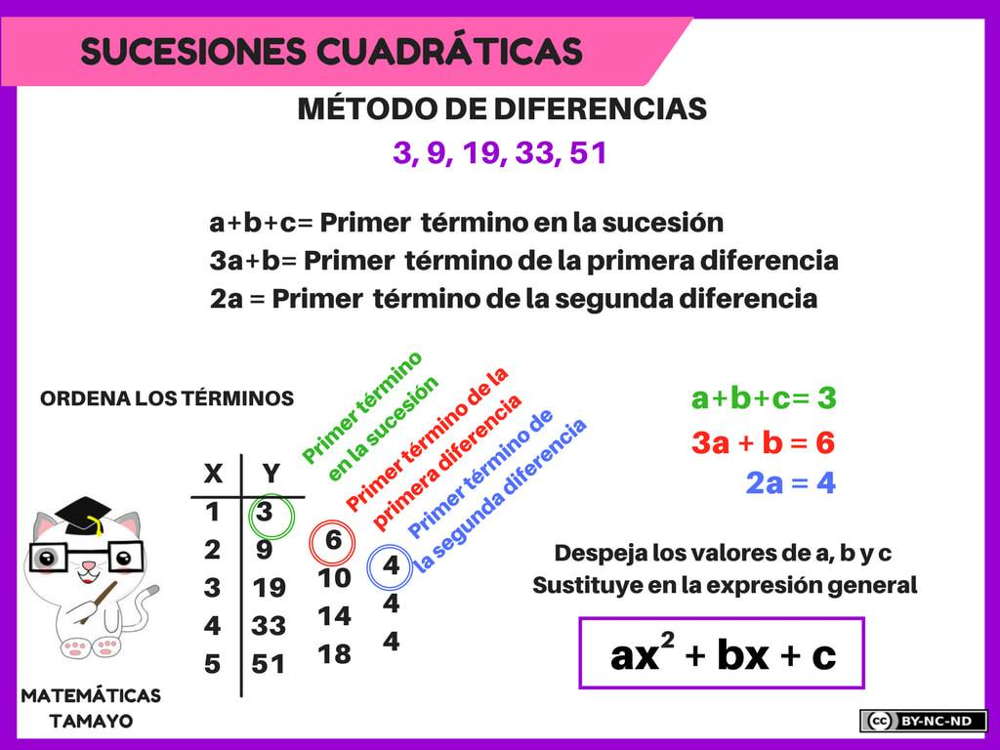 SUCESIONES CUADRÁTICAS
MÉTODO DE DIFERENCIAS
3, 9, 19, 33, 51
a+b+c= Primer término en la sucesión
3a+b= Primer término de la primera diferencia
2a = Primer término de la segunda diferencia
ORDENA LOS TÉRMINOS
Primer término
en la sucesión
Primer término de la
primera diferencia
Primer término de
la segunda diferencia
X Y
1 3
2 9
3 19
4 33
5 51
6
10
14
18
4
4
4
a+b+c= 3
3a + b = 6
2a = 4
Despeja los valores de a, b y c
Sustituye en la expresión general
ax² + bx + c
MATEMÁTICAS
TAMAYO
cc BY-NC-ND